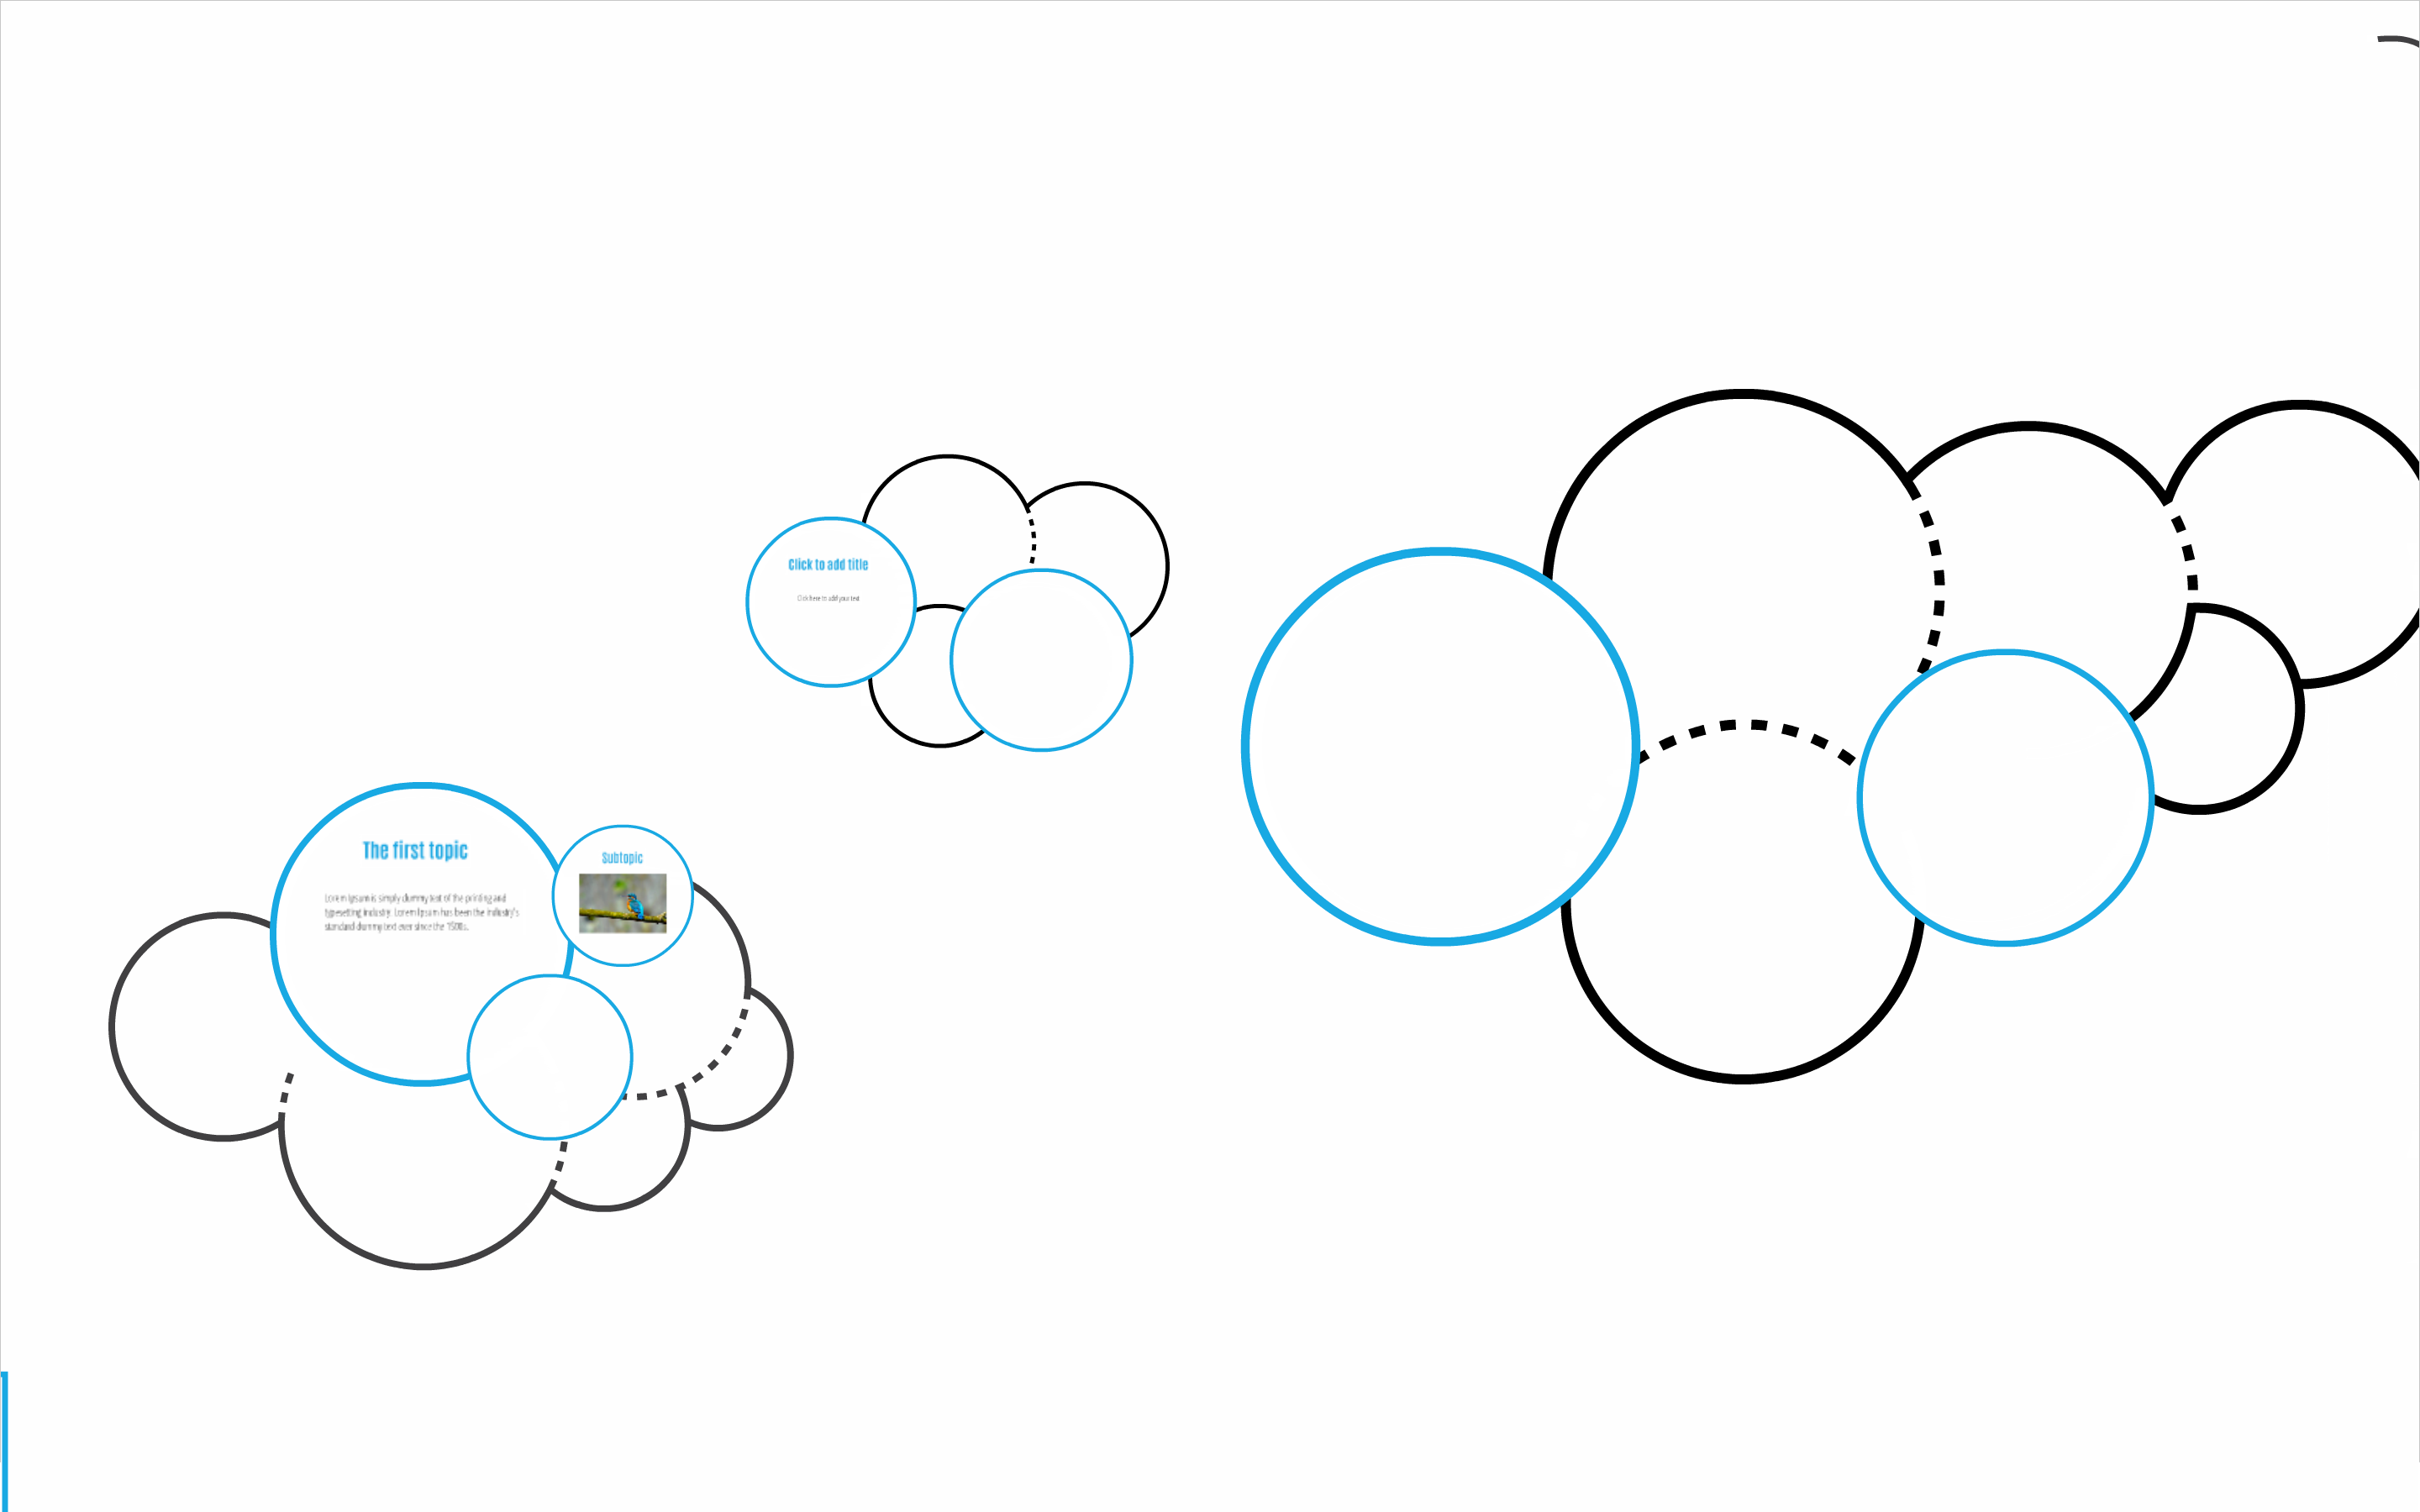 Click to add title
Click here to add your text
The first topic
Lorem Ipsum is simply dummy text of the printing and
typesetting industry. Lorem Ipsum has been the industry's
standard dummy text ever since the 1500s.
Subtopic